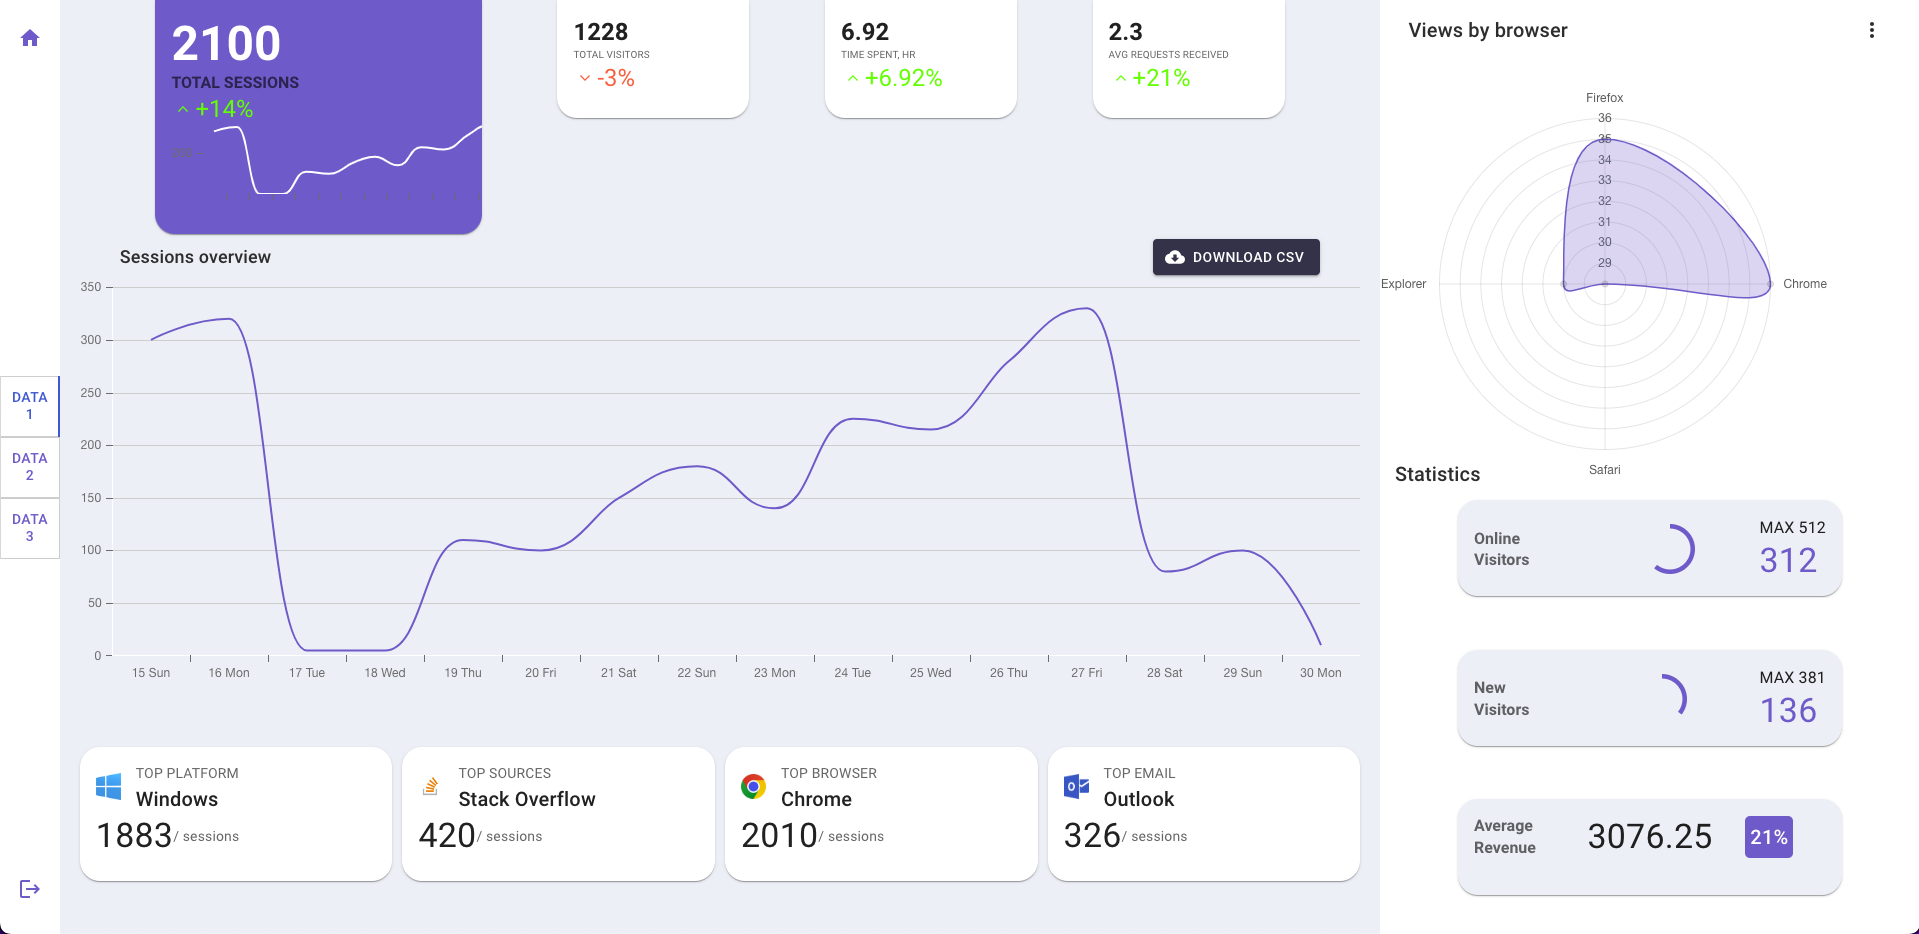 2100
TOTAL SESSIONS
+14%
200
1228
TOTAL VISITORS
-3%
6.92
TIME SPENT, HR
+6.92%
2.3
AVG REQUESTS RECEIVED
+21%
Sessions overview
DOWNLOAD CSV
350
300
250
200
150
100
50
0
15 Sun
16 Mon
17 Tue
18 Wed
19 Thu
20 Fri
21 Sat
22 Sun
23 Mon
24 Tue
25 Wed
26 Thu
27 Fri
28 Sat
29 Sun
30 Mon
DATA
1
DATA
2
DATA
3
TOP PLATFORM
Windows
1883/ sessions
TOP SOURCES
Stack Overflow
420/ sessions
TOP BROWSER
Chrome
2010/ sessions
TOP EMAIL
Outlook
326/ sessions
Views by browser
Firefox
36
35
34
33
32
31
30
29
Explorer
Chrome
Safari
Statistics
Online
Visitors
MAX 512
312
New
Visitors
MAX 381
136
Average
Revenue
3076.25
21%